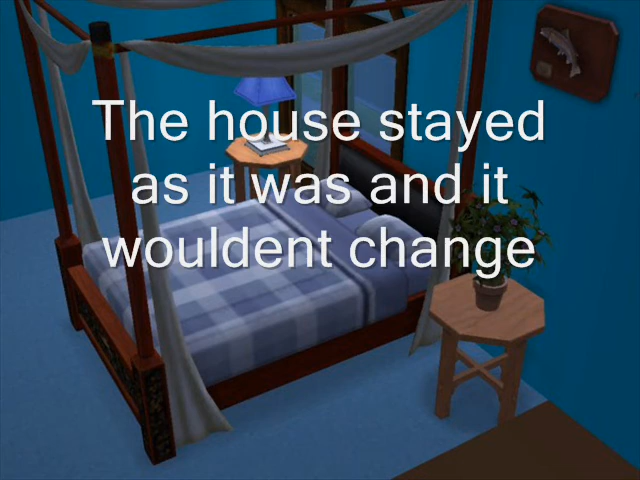 The house stayed
as it was and it
wouldent change